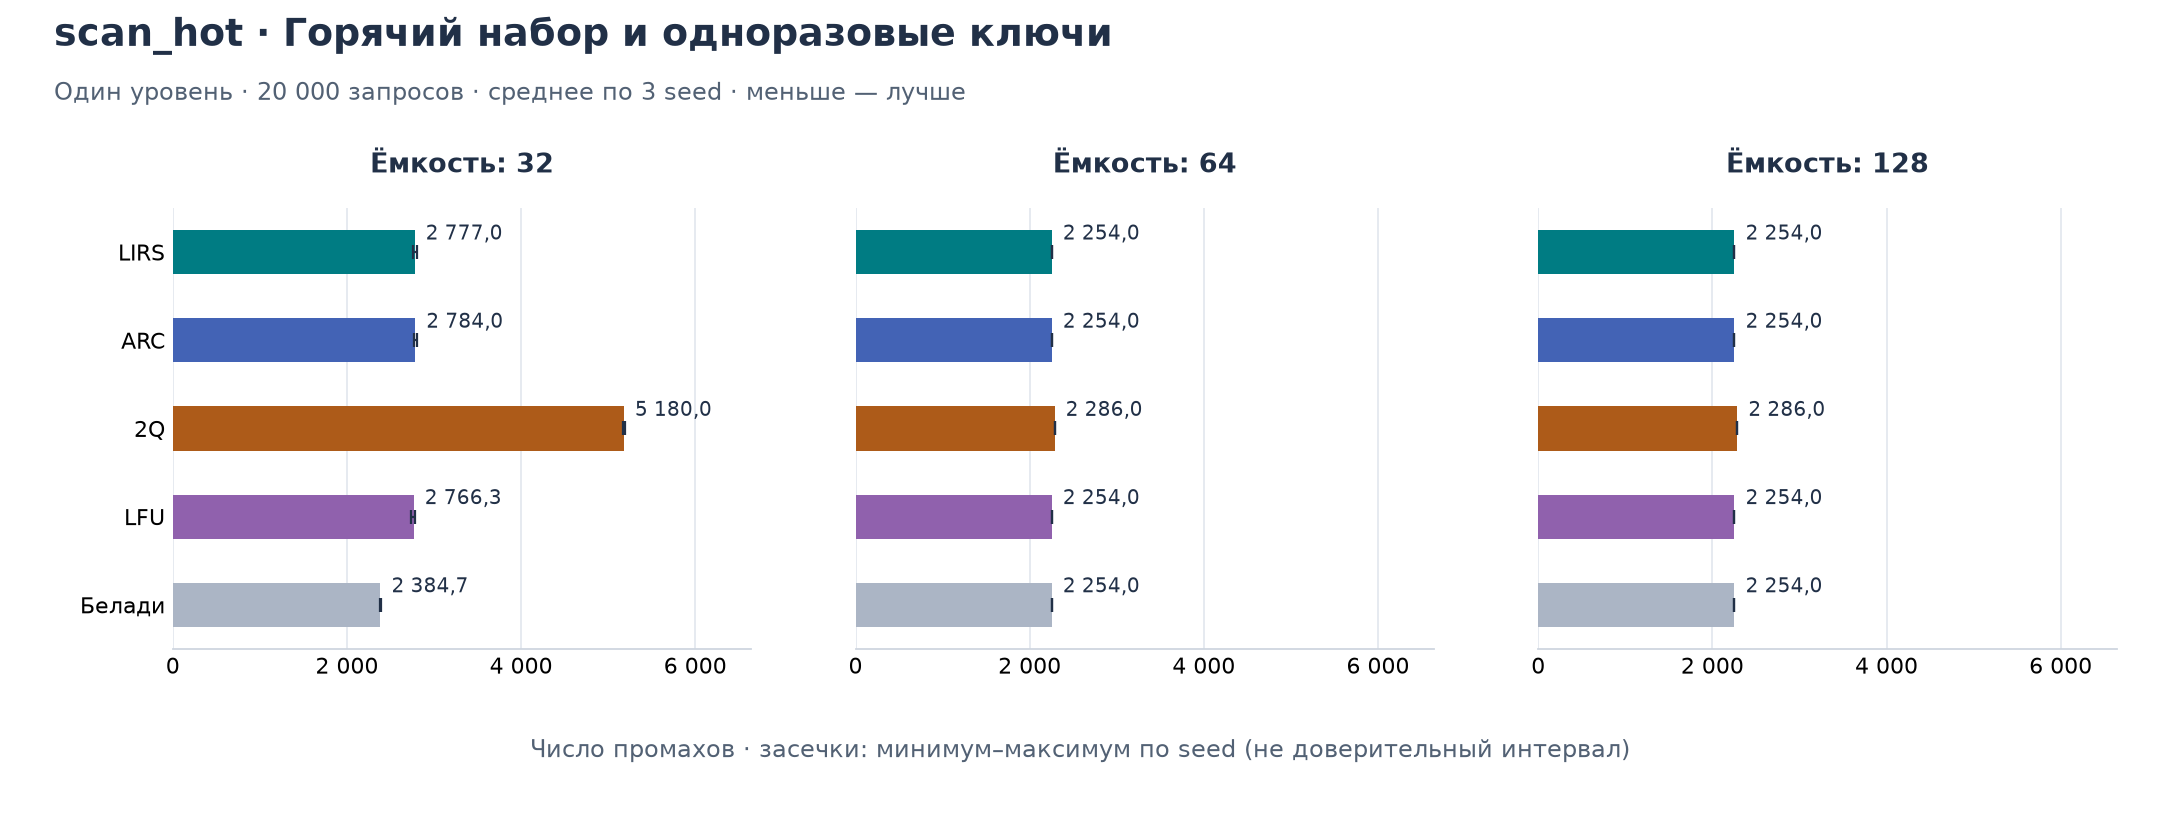 scan_hot · Горячий набор и одноразовые ключи
Один уровень · 20 000 запросов · среднее по 3 seed · меньше — лучше
Ёмкость: 32
LIRS 2 777,0
ARC 2 784,0
2Q 5 180,0
LFU 2 766,3
Белади 2 384,7
0 2 000 4 000 6 000
Ёмкость: 64
2 254,0
2 254,0
2 286,0
2 254,0
2 254,0
0 2 000 4 000 6 000
Ёмкость: 128
2 254,0
2 254,0
2 286,0
2 254,0
2 254,0
0 2 000 4 000 6 000
Число промахов · засечки: минимум–максимум по seed (не доверительный интервал)